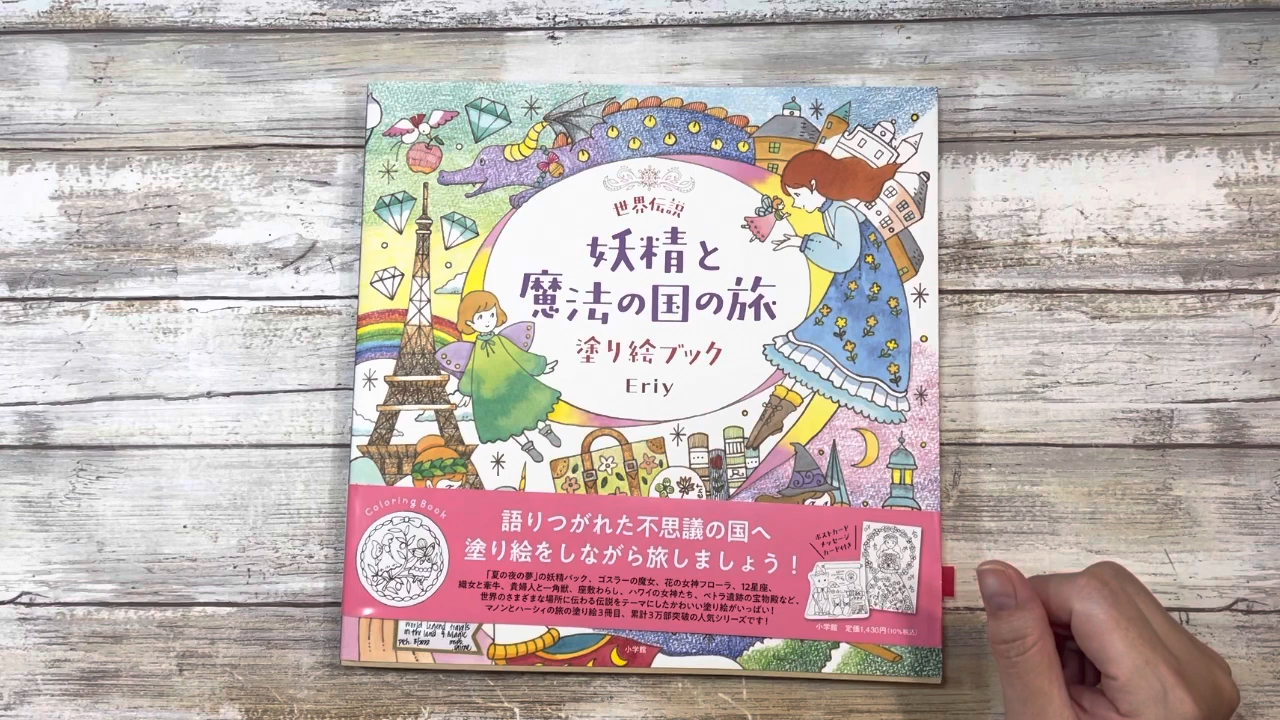 世界伝説
妖精と
魔法の国の旅
塗り絵ブック
Eriy
Coloring Book
語りつがれた不思議の国へ
塗り絵をしながら旅しましょう!
「夏の夜の夢」の妖精パック、ゴスラーの魔女、花の女神フローラ、12星座、
織女と牽牛、貴婦人と一角獣、座敷わらし、ハワイの女神たち、ペトラ遺跡の宝物殿など、
世界のさまざまな場所に伝わる伝説をテーマにしたかわいい塗り絵がいっぱい!
マノンとハーシィの旅の塗り絵3冊目、累計3万部突破の人気シリーズです!
ポストカード
メッセージ
カード付き
小学館 定価1,430円(10%税込)
World Legend travels
in the land of Magic
小学館